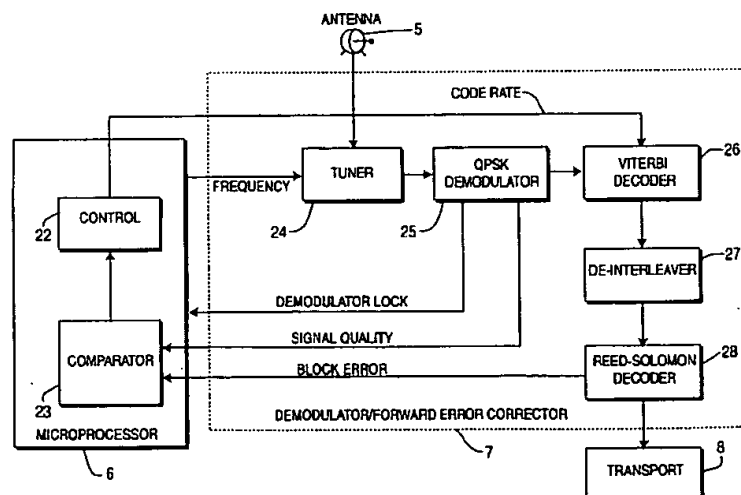 ANTENNA
5
CODE RATE
26
TUNER
QPSK
DEMODULATOR
VITERBI
DECODER
FREQUENCY
22
CONTROL
24
25
27
DE-INTERLEAVER
DEMODULATOR LOCK
SIGNAL QUALITY
COMPARATOR
BLOCK ERROR
REED-SOLOMON
DECODER
28
23
DEMODULATOR/FORWARD ERROR CORRECTOR
MICROPROCESSOR
6
7
8
TRANSPORT